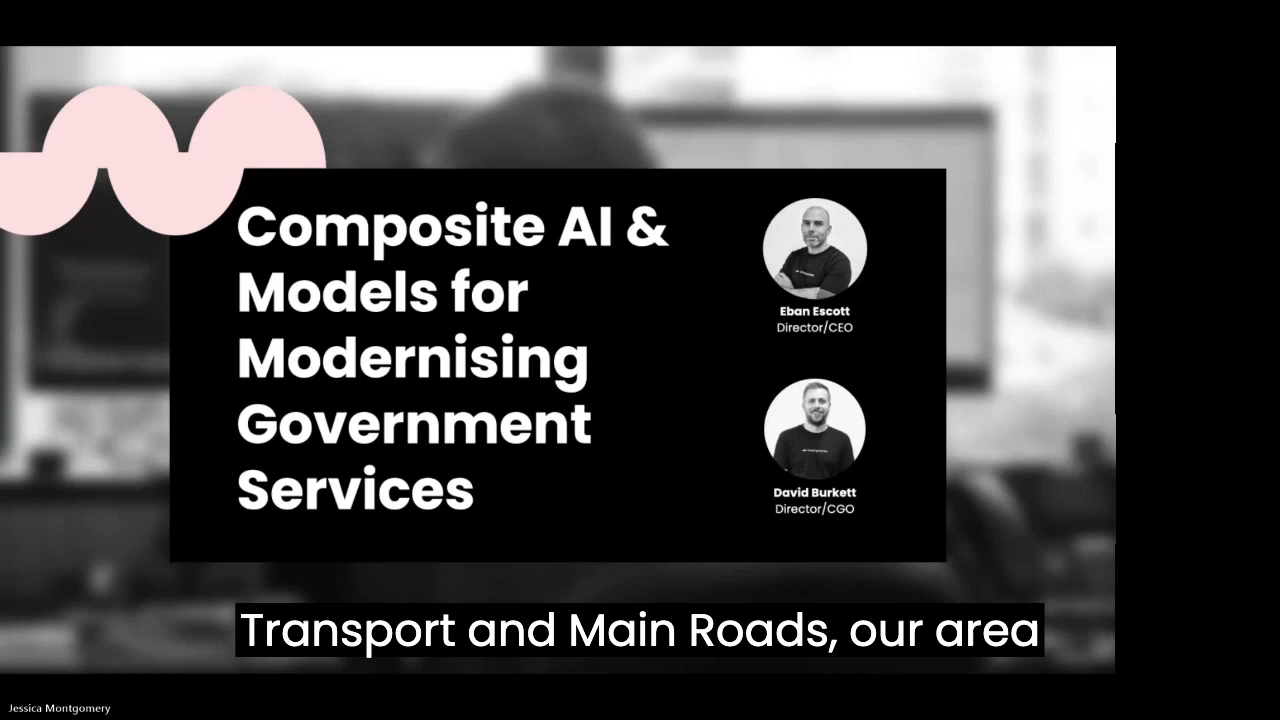 Composite AI &
Models for
Modernising
Government
Services
Eban Escott
Director/CEO
David Burkett
Director/CGO
Transport and Main Roads, our area
Jessica Montgomery